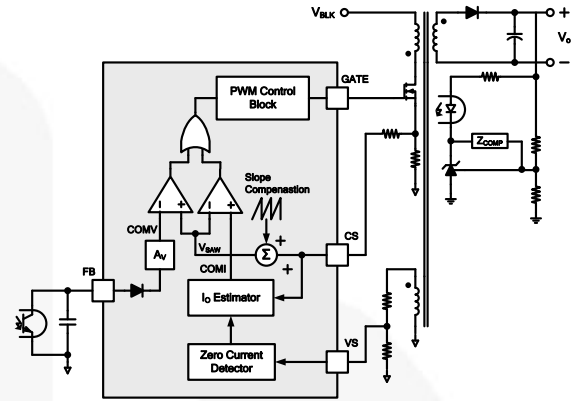 VBLK
+
Vo
−
GATE
PWM Control
Block
ZCOMP
Slope
Compenastion
− + − +
COMV
VSAW
+
Σ
+
CS
COMI
FB
AV
IO Estimator
Zero Current
Detector
VS